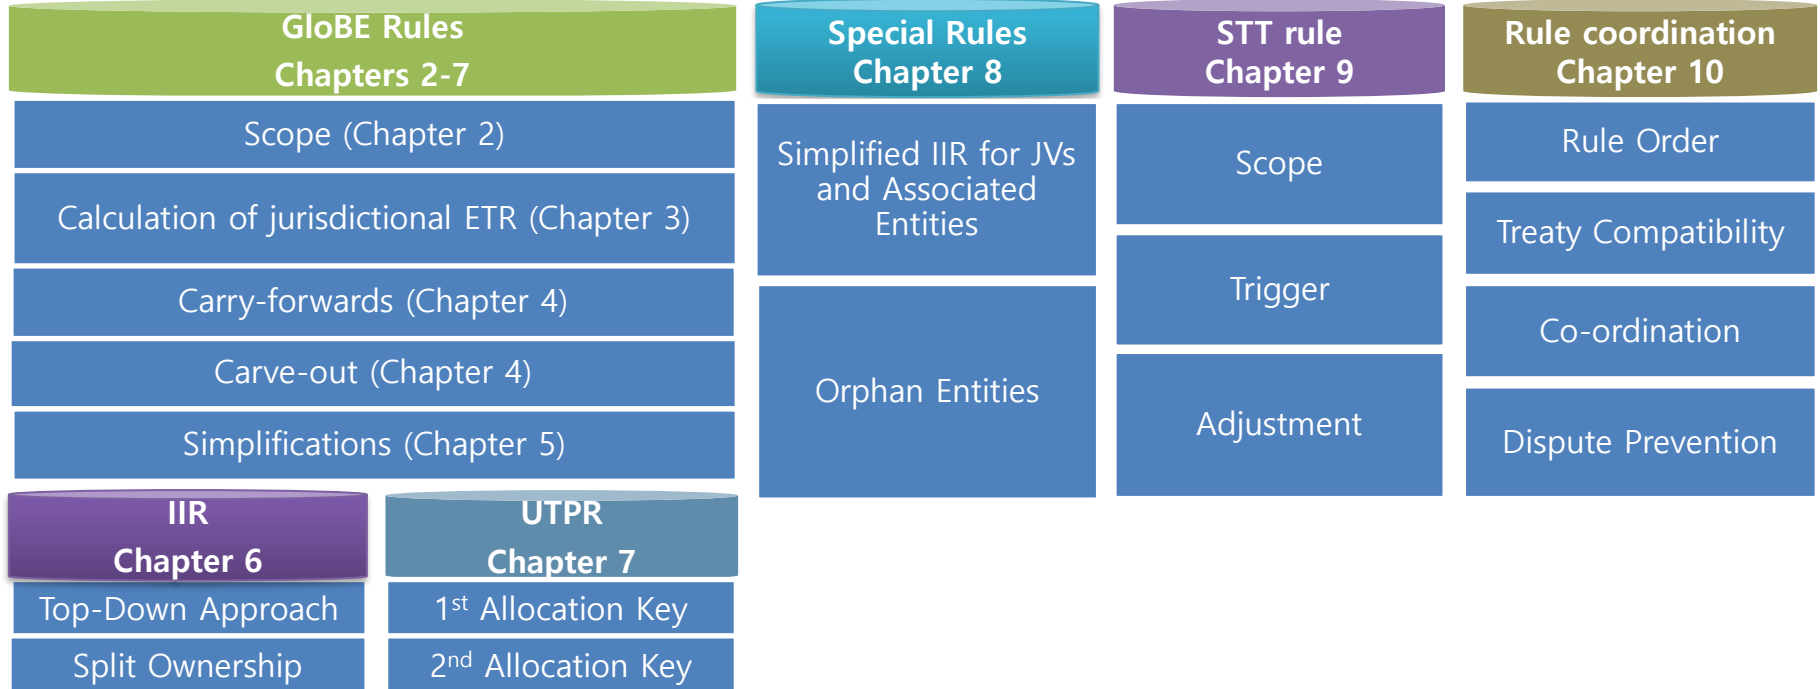 GloBE Rules
Chapters 2-7
Scope (Chapter 2)
Calculation of jurisdictional ETR (Chapter 3)
Carry-forwards (Chapter 4)
Carve-out (Chapter 4)
Simplifications (Chapter 5)
IIR
Chapter 6
Top-Down Approach
Split Ownership
UTPR
Chapter 7
1st Allocation Key
2nd Allocation Key
Special Rules
Chapter 8
Simplified IIR for JVs
and Associated
Entities
Orphan Entities
STT rule
Chapter 9
Scope
Trigger
Adjustment
Rule coordination
Chapter 10
Rule Order
Treaty Compatibility
Co-ordination
Dispute Prevention